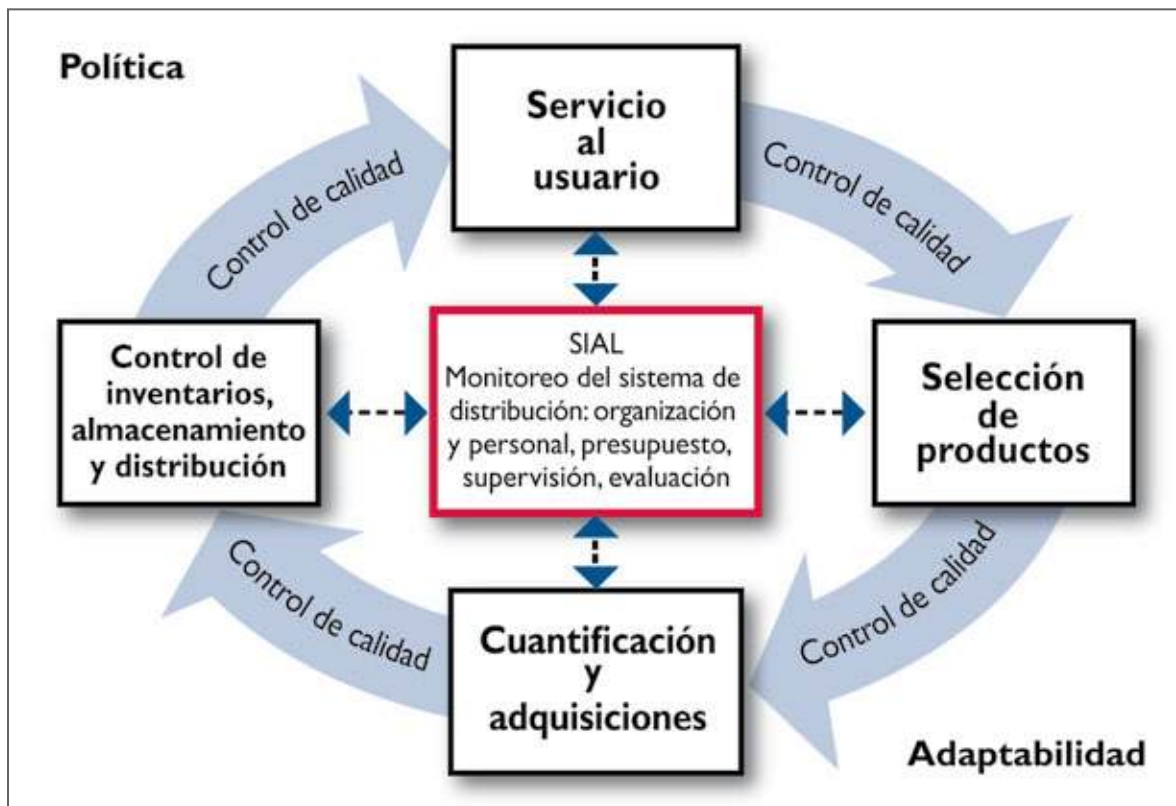 Política
Servicio
al
usuario
Control de calidad
Control de calidad
Control de
inventarios,
almacenamiento
y distribución
SIAL
Monitoreo del sistema de
distribución: organización
y personal, presupuesto,
supervisión, evaluación
Selección
de
productos
Control de calidad
Control de calidad
Cuantificación
y
adquisiciones
Adaptabilidad